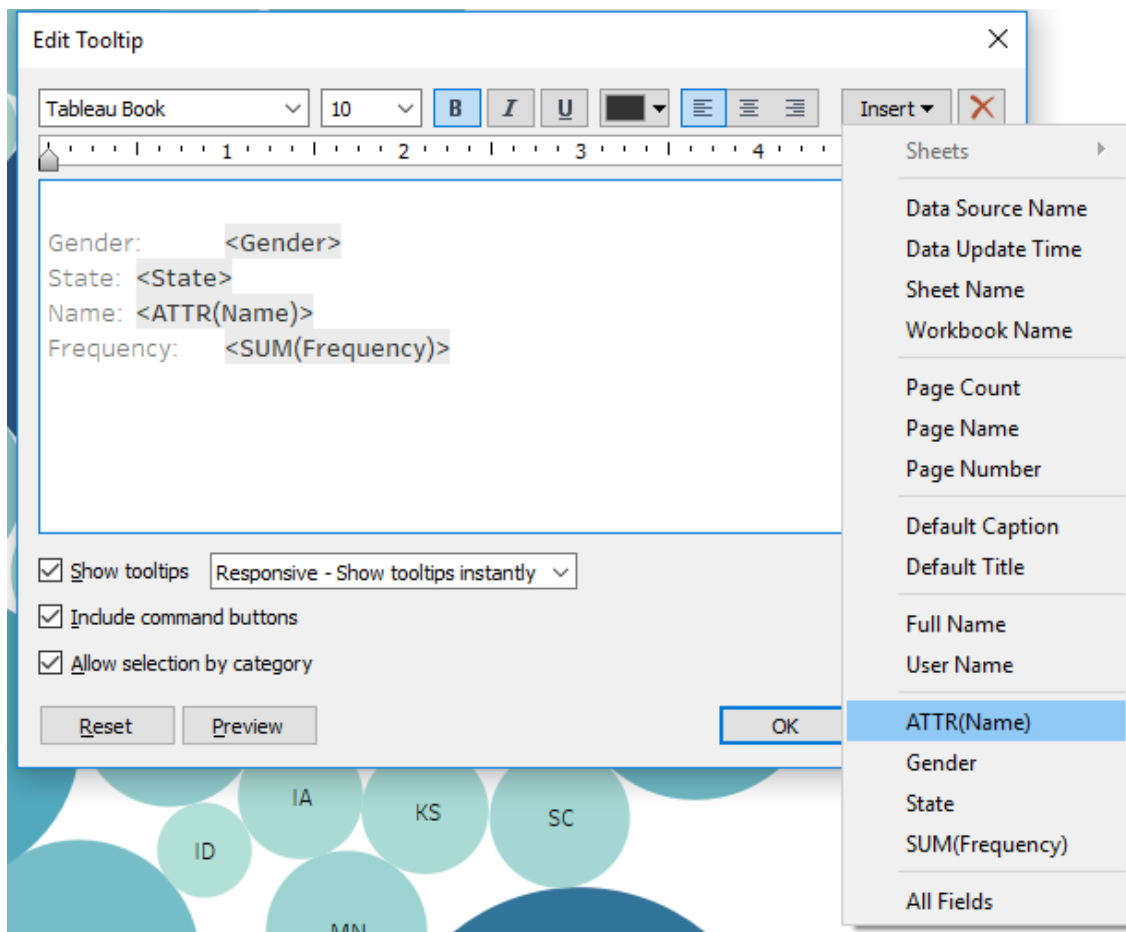 Edit Tooltip
Tableau Book 10 B I U Insert
1 2 3 4
Gender: <Gender>
State: <State>
Name: <ATTR(Name)>
Frequency: <SUM(Frequency)>
Show tooltips Responsive - Show tooltips instantly
Include command buttons
Allow selection by category
Reset Preview OK
Sheets
Data Source Name
Data Update Time
Sheet Name
Workbook Name
Page Count
Page Name
Page Number
Default Caption
Default Title
Full Name
User Name
ATTR(Name)
Gender
State
SUM(Frequency)
All Fields
IA
KS
SC
ID
MN